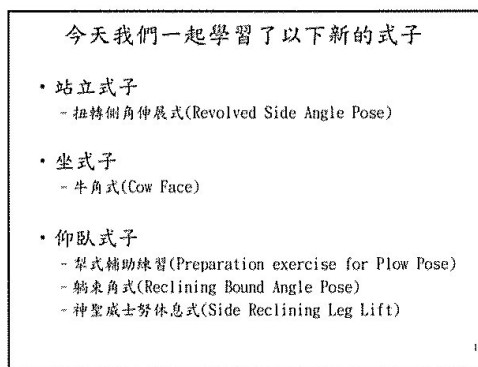 今天我們一起學習了以下新的式子
• 站立式子
- 扭轉側角伸展式(Revolved Side Angle Pose)
• 坐式子
- 牛角式(Cow Face)
• 仰臥式子
- 犁式輔助練習(Preparation exercise for Plow Pose)
- 躺束角式(Reclining Bound Angle Pose)
- 神聖威士努休息式(Side Reclining Leg Lift)
1